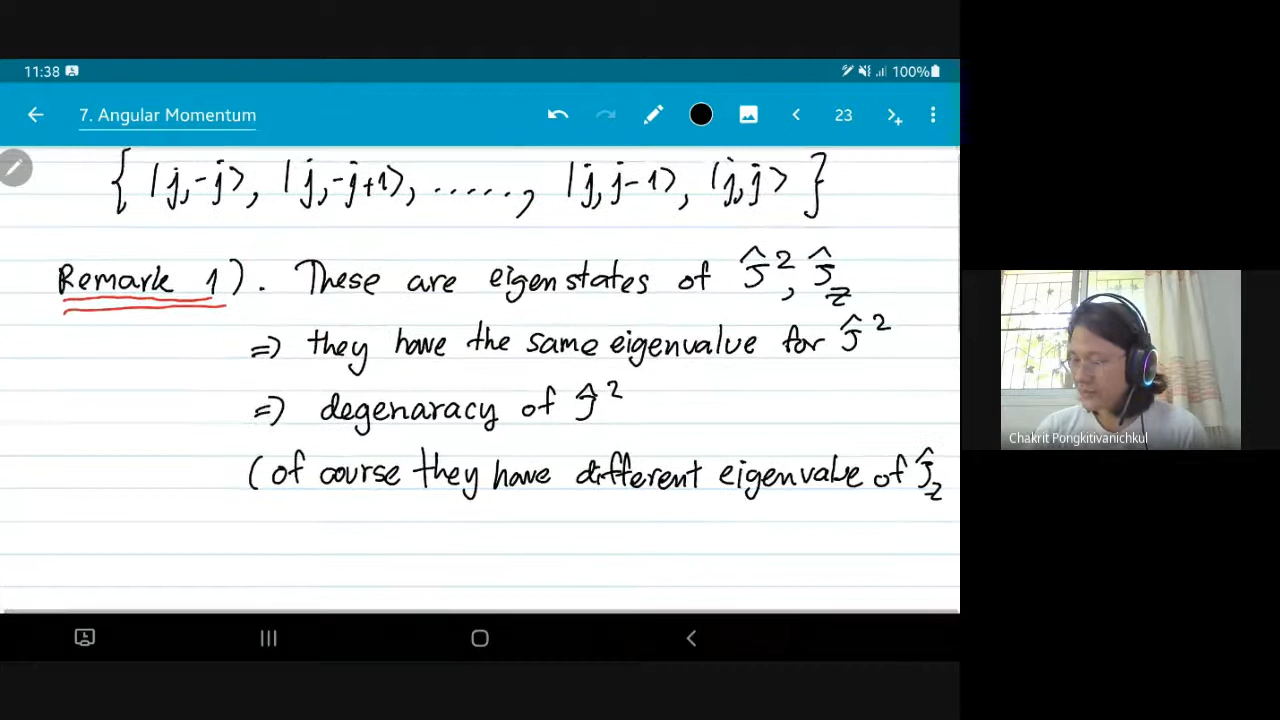 11:38 100%
7. Angular Momentum 23
{ |j,-j>, |j,-j+1>, ....., |j,j-1>, |j,j> }
Remark 1). These are eigenstates of Ĵ², Ĵz
=> they have the same eigenvalue for Ĵ²
=> degenaracy of Ĵ²
(of course they have different eigenvalue of Ĵz
Chakrit Pongkitivanichkul